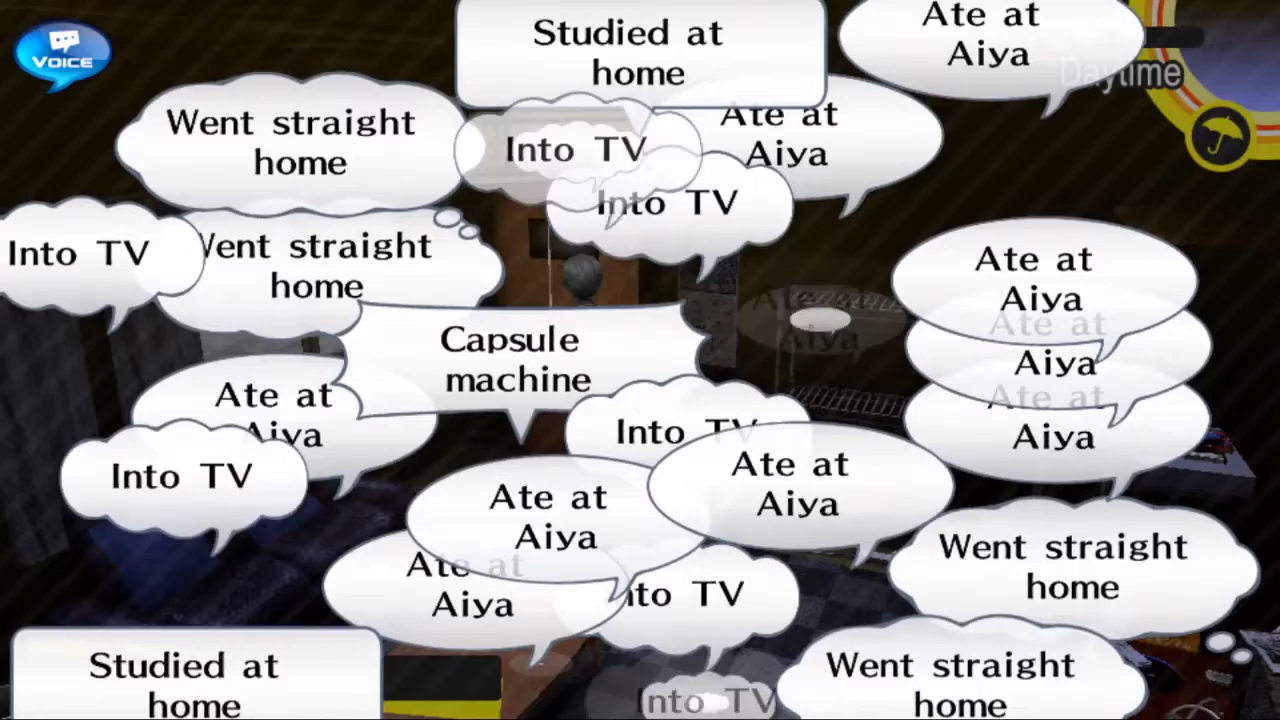 VOICE
Studied at
home
Ate at
Aiya
Daytime
Went straight
home
Into TV
Ate at
Aiya
Into TV
Into TV
Went straight
home
Ate at
Aiya
Ate at
Aiya
Ate at
Aiya
Capsule
machine
Ate at
Aiya
Ate at
Aiya
Into TV
Into TV
Ate at
Aiya
Ate at
Aiya
Ate at
Aiya
Into TV
Went straight
home
Studied at
home
Into TV
Went straight
home